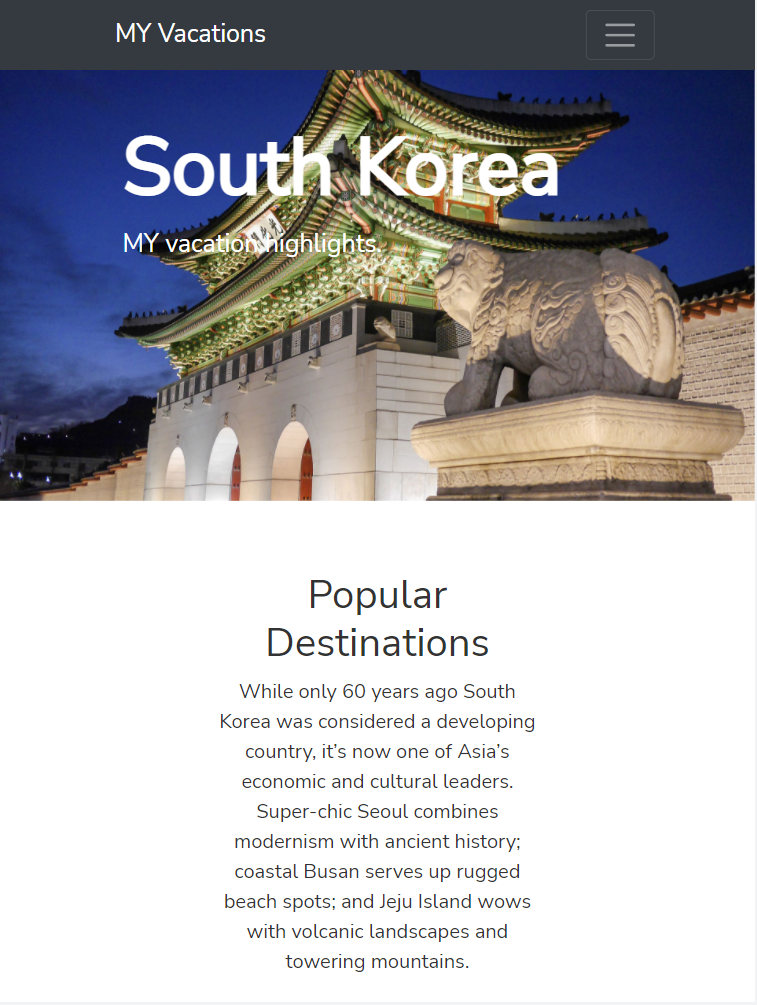 MY Vacations
South Korea
MY vacation highlights.
Popular
Destinations
While only 60 years ago South
Korea was considered a developing
country, it’s now one of Asia’s
economic and cultural leaders.
Super-chic Seoul combines
modernism with ancient history;
coastal Busan serves up rugged
beach spots; and Jeju Island wows
with volcanic landscapes and
towering mountains.